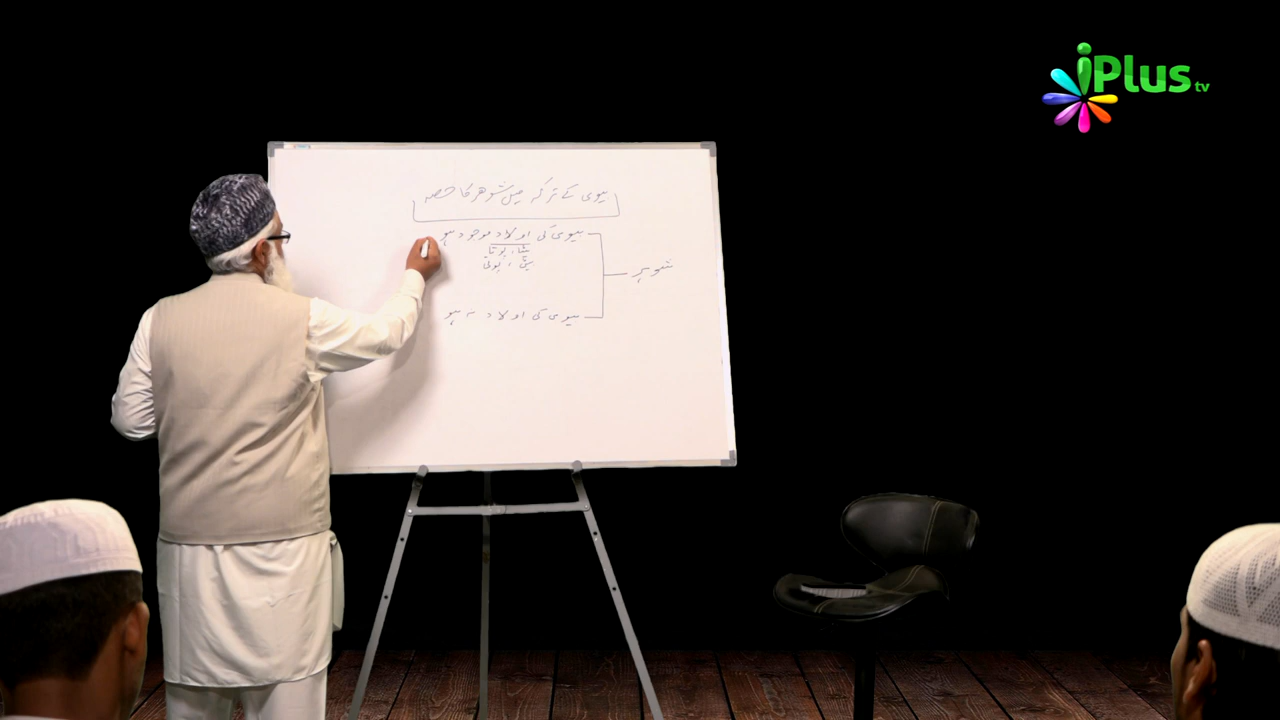 iPlus tv
بیوی کے ترکہ میں شوہر کا حصہ
بیوی کی اولاد موجود ہو
بیٹا ، پوتا
بیٹی ، پوتی
شوہر
بیوی کی اولاد نہ ہو